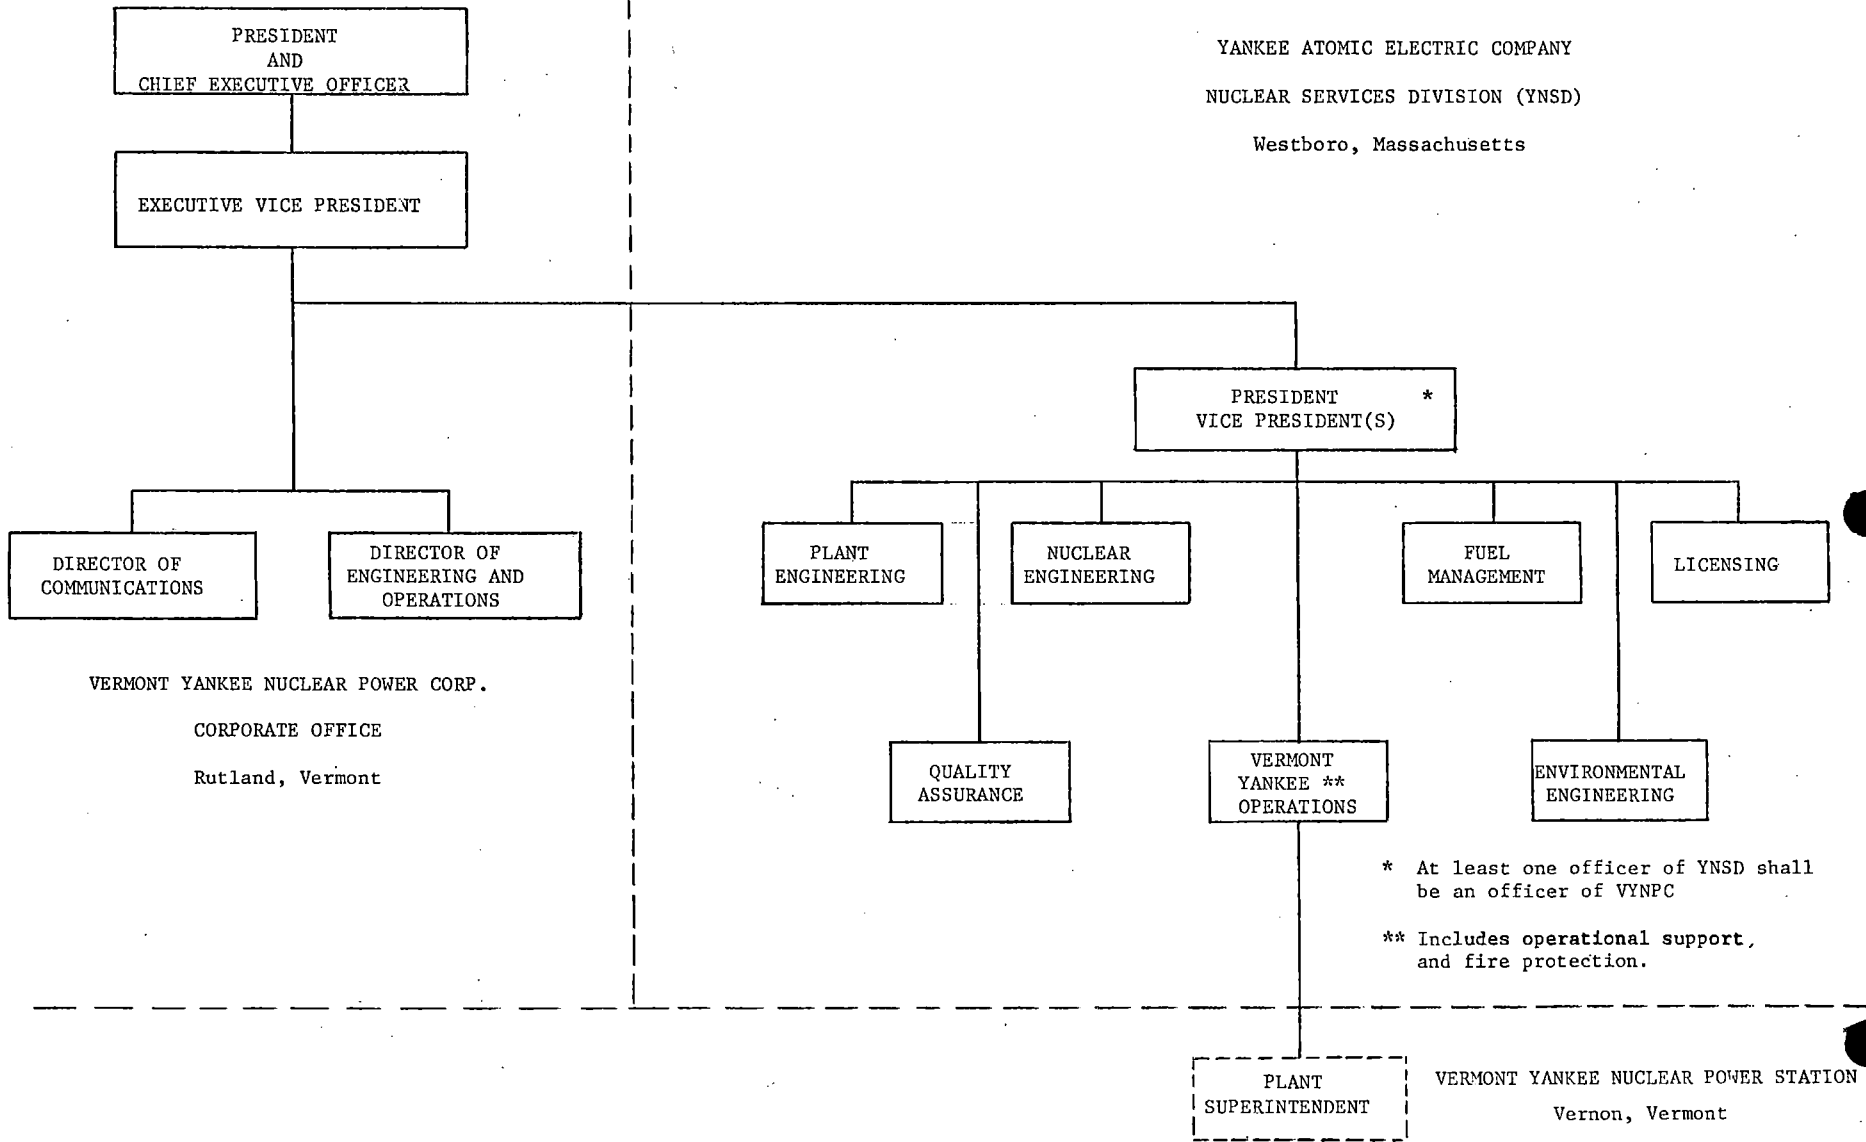 PRESIDENT
AND
CHIEF EXECUTIVE OFFICER
EXECUTIVE VICE PRESIDENT
YANKEE ATOMIC ELECTRIC COMPANY
NUCLEAR SERVICES DIVISION (YNSD)
Westboro, Massachusetts
PRESIDENT *
VICE PRESIDENT(S)
DIRECTOR OF
COMMUNICATIONS
DIRECTOR OF
ENGINEERING AND
OPERATIONS
PLANT
ENGINEERING
NUCLEAR
ENGINEERING
FUEL
MANAGEMENT
LICENSING
VERMONT YANKEE NUCLEAR POWER CORP.
CORPORATE OFFICE
Rutland, Vermont
QUALITY
ASSURANCE
VERMONT
YANKEE **
OPERATIONS
ENVIRONMENTAL
ENGINEERING
* At least one officer of YNSD shall
be an officer of VYNPC
** Includes operational support,
and fire protection.
PLANT
SUPERINTENDENT
VERMONT YANKEE NUCLEAR POWER STATION
Vernon, Vermont